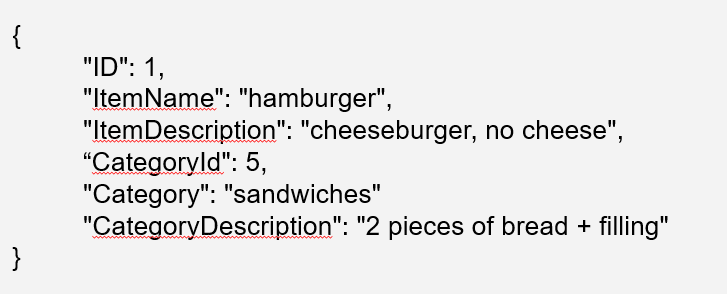 {
"ID": 1,
"ItemName": "hamburger",
"ItemDescription": "cheeseburger, no cheese",
“CategoryId": 5,
"Category": "sandwiches"
"CategoryDescription": "2 pieces of bread + filling"
}